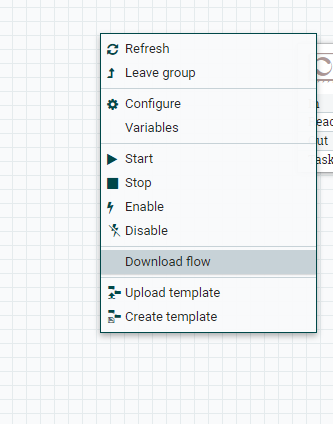 Refresh
Leave group
Configure
Variables
Start
Stop
Enable
Disable
Download flow
Upload template
Create template